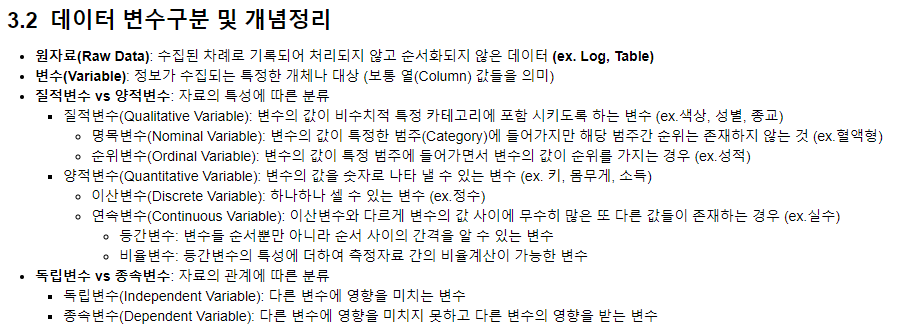 3.2 데이터 변수구분 및 개념정리
• 원자료(Raw Data): 수집된 차례로 기록되어 처리되지 않고 순서화되지 않은 데이터 (ex. Log, Table)
• 변수(Variable): 정보가 수집되는 특정한 개체나 대상 (보통 열(Column) 값들을 의미)
• 질적변수 vs 양적변수: 자료의 특성에 따른 분류
▪ 질적변수(Qualitative Variable): 변수의 값이 비수치적 특정 카테고리에 포함 시키도록 하는 변수 (ex.색상, 성별, 종교)
◦ 명목변수(Nominal Variable): 변수의 값이 특정한 범주(Category)에 들어가지만 해당 범주간 순위는 존재하지 않는 것 (ex.혈액형)
◦ 순위변수(Ordinal Variable): 변수의 값이 특정 범주에 들어가면서 변수의 값이 순위를 가지는 경우 (ex.성적)
▪ 양적변수(Quantitative Variable): 변수의 값을 숫자로 나타 낼 수 있는 변수 (ex. 키, 몸무게, 소득)
◦ 이산변수(Discrete Variable): 하나하나 셀 수 있는 변수 (ex.정수)
◦ 연속변수(Continuous Variable): 이산변수와 다르게 변수의 값 사이에 무수히 많은 또 다른 값들이 존재하는 경우 (ex.실수)
◦ 등간변수: 변수들 순서뿐만 아니라 순서 사이의 간격을 알 수 있는 변수
◦ 비율변수: 등간변수의 특성에 더하여 측정자료 간의 비율계산이 가능한 변수
• 독립변수 vs 종속변수: 자료의 관계에 따른 분류
▪ 독립변수(Independent Variable): 다른 변수에 영향을 미치는 변수
▪ 종속변수(Dependent Variable): 다른 변수에 영향을 미치지 못하고 다른 변수의 영향을 받는 변수